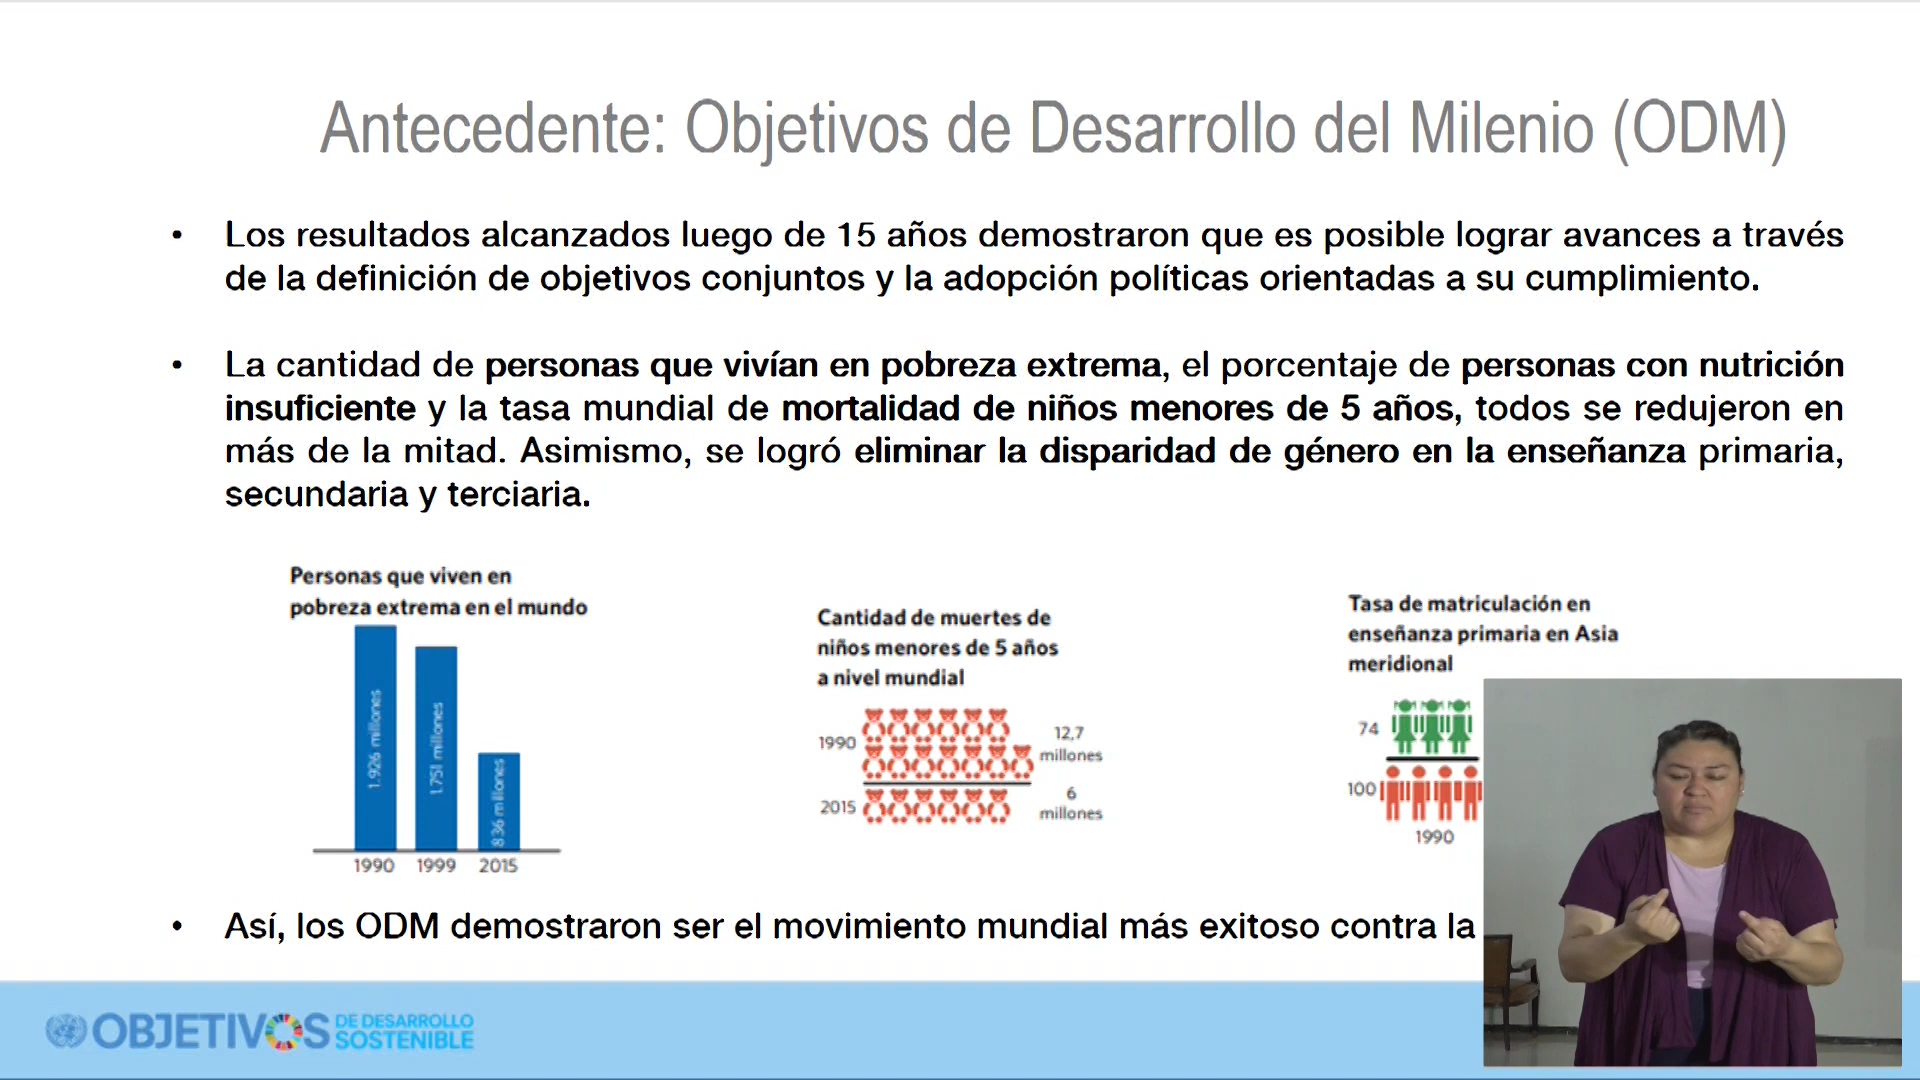 Antecedente: Objetivos de Desarrollo del Milenio (ODM)
• Los resultados alcanzados luego de 15 años demostraron que es posible lograr avances a través
de la definición de objetivos conjuntos y la adopción políticas orientadas a su cumplimiento.
• La cantidad de personas que vivían en pobreza extrema, el porcentaje de personas con nutrición
insuficiente y la tasa mundial de mortalidad de niños menores de 5 años, todos se redujeron en
más de la mitad. Asimismo, se logró eliminar la disparidad de género en la enseñanza primaria,
secundaria y terciaria.
Personas que viven en
pobreza extrema en el mundo
1.926 millones
1.751 millones
836 millones
1990 1999 2015
Cantidad de muertes de
niños menores de 5 años
a nivel mundial
1990
12,7
millones
2015
6
millones
Tasa de matriculación en
enseñanza primaria en Asia
meridional
74
100
1990
• Así, los ODM demostraron ser el movimiento mundial más exitoso contra la
OBJETIVOS
DE DESARROLLO
SOSTENIBLE